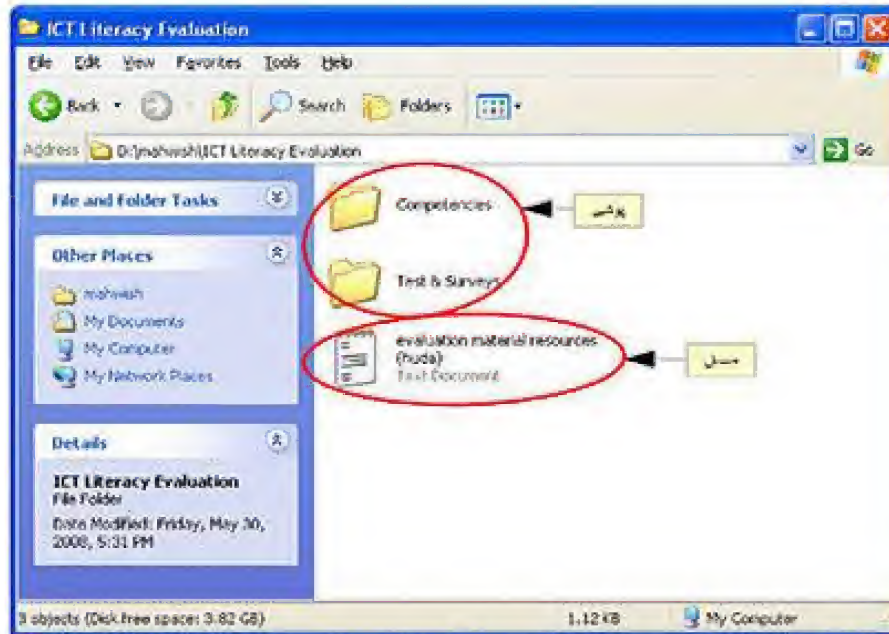 ICT Literacy Evaluation
File Edit View Favorites Tools Help
Back Search Folders
Address D:\mahwish\ICT Literacy Evaluation Go
File and Folder Tasks
Other Places
mahwish
My Documents
My Computer
My Network Places
Details
ICT Literacy Evaluation
File Folder
Date Modified: Friday, May 30,
2008, 5:31 PM
Competencies
پوشی
Test & Surveys
evaluation material resources
(huda)
Text Document
مسل
3 objects (Disk free space: 3.82 GB) 1.12 KB My Computer